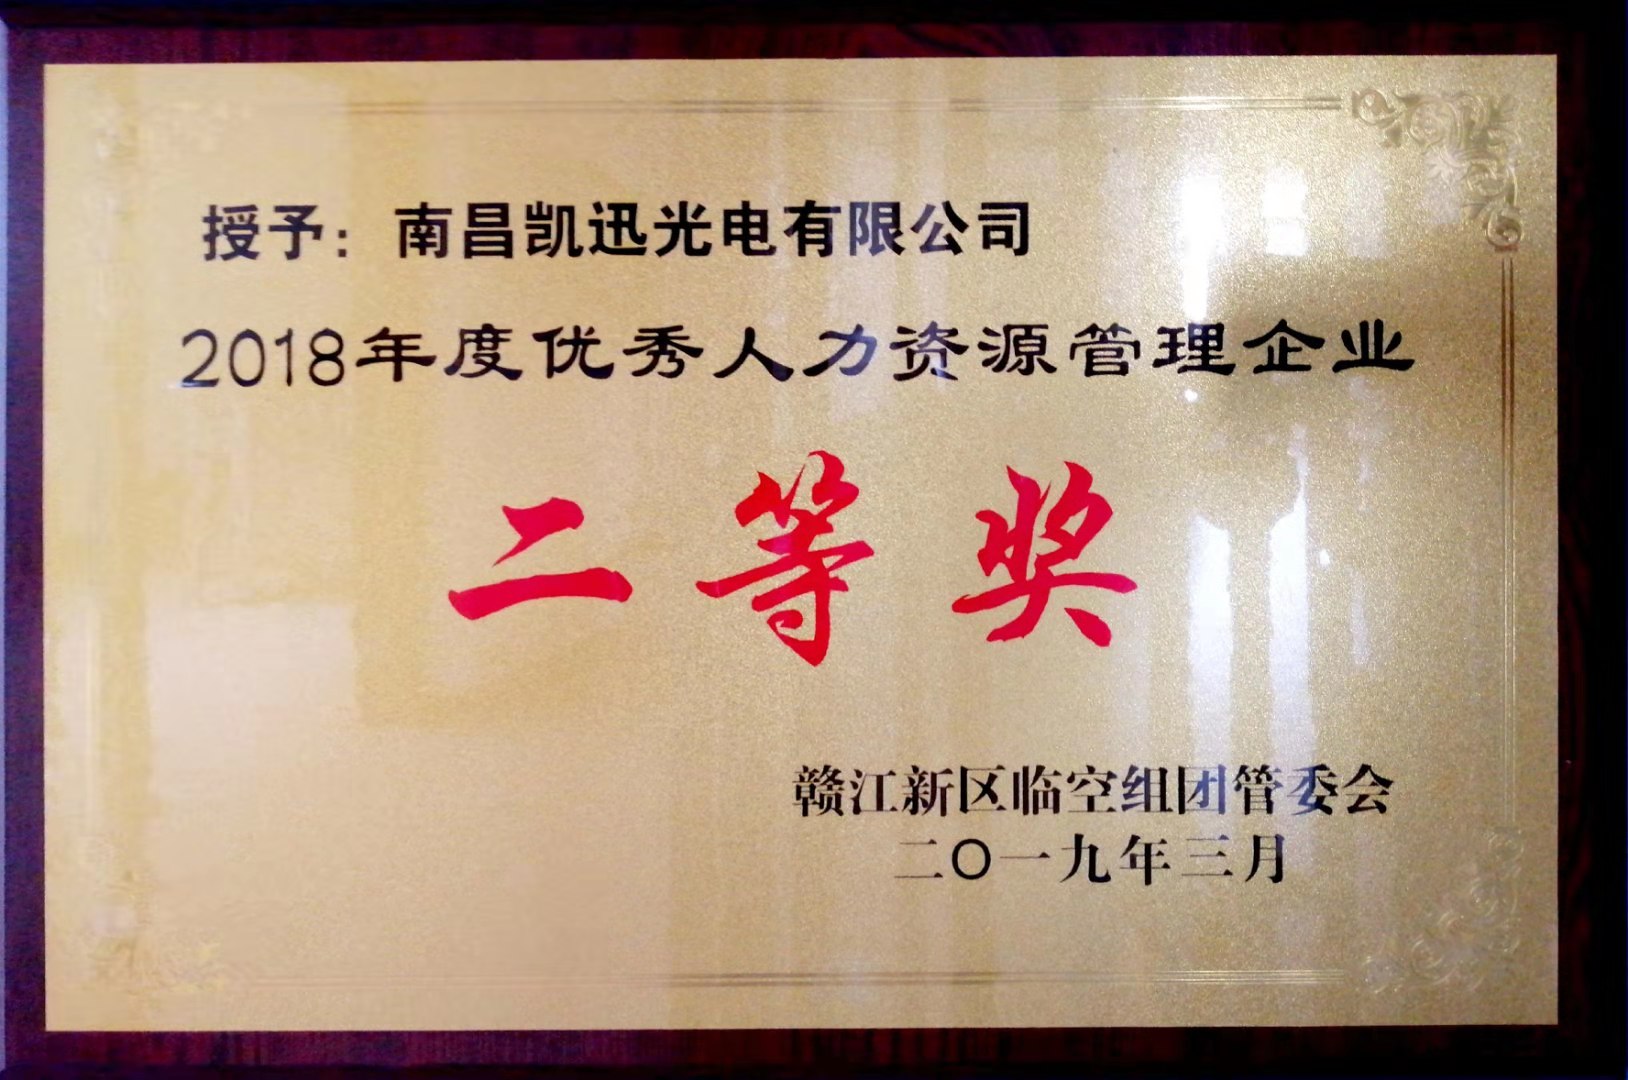 授予：南昌凯迅光电有限公司
2018年度优秀人力资源管理企业
二等奖
赣江新区临空组团管委会
二〇一九年三月